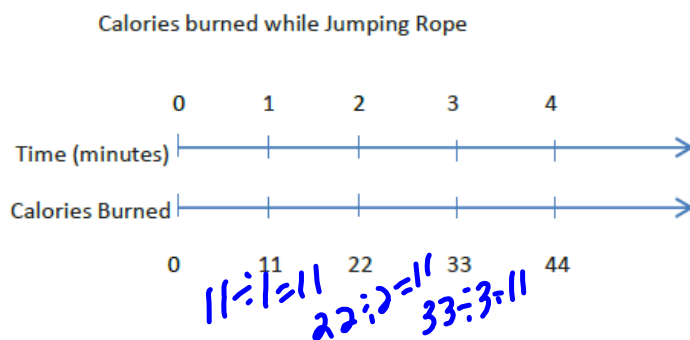 Calories burned while Jumping Rope
0 1 2 3 4
Time (minutes)
Calories Burned
0 11 22 33 44
11÷1=11
22÷2=11
33÷3=11